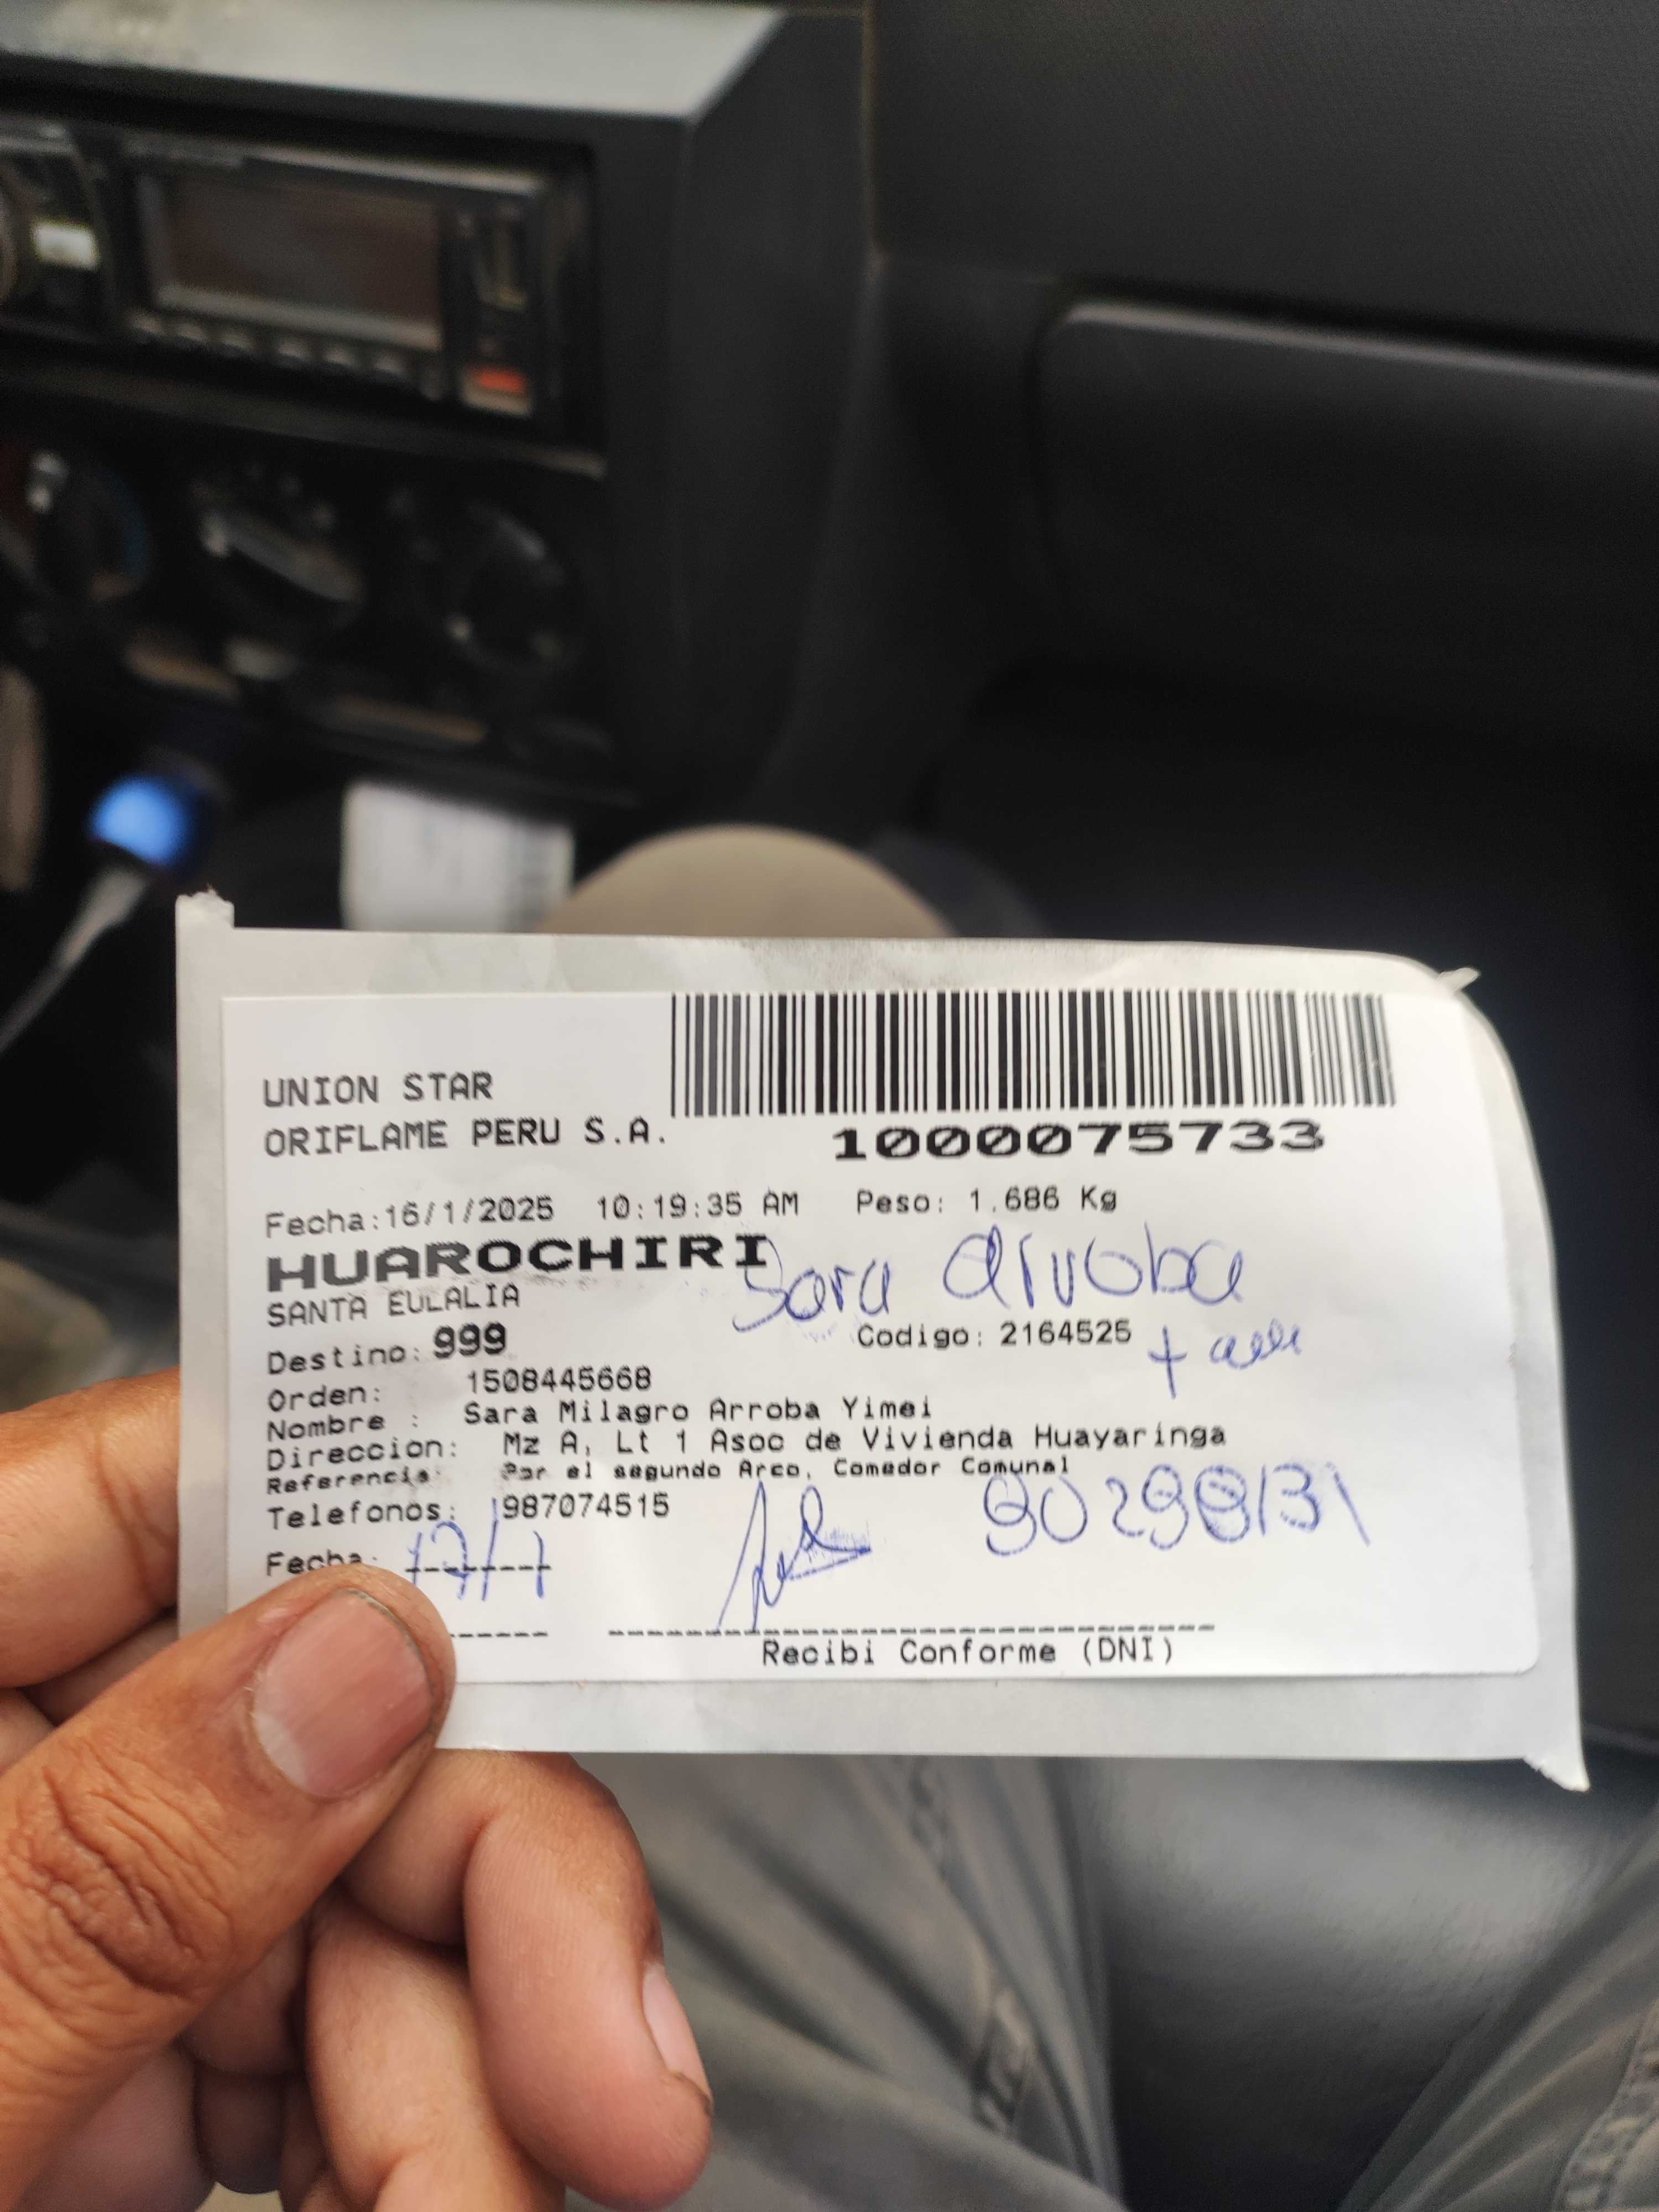 UNION STAR
ORIFLAME PERU S.A.
1000075733
Fecha:16/1/2025 10:19:35 AM Peso: 1.686 Kg
HUAROCHIRI
Sara Arroba
SANTA EULALIA
Destino: 999 Codigo: 2164525
Orden: 1508445668
Nombre : Sara Milagro Arroba Yimei
Direccion: Mz A, Lt 1 Asoc de Vivienda Huayaringa
Referencia: Por el segundo Arco, Comedor Comunal
Telefonos: 987074515
Fecha: 17/1
Recibi Conforme (DNI)